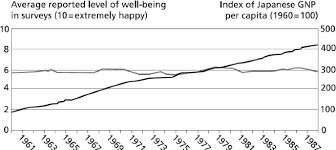 Average reported level of well-being
in surveys (10=extremely happy)
Index of Japanese GNP
per capita (1960=100)
10 500
8 400
6 300
4 200
2 100
0 0
1961 1963 1965 1967 1969 1971 1973 1975 1977 1979 1981 1983 1985 1987